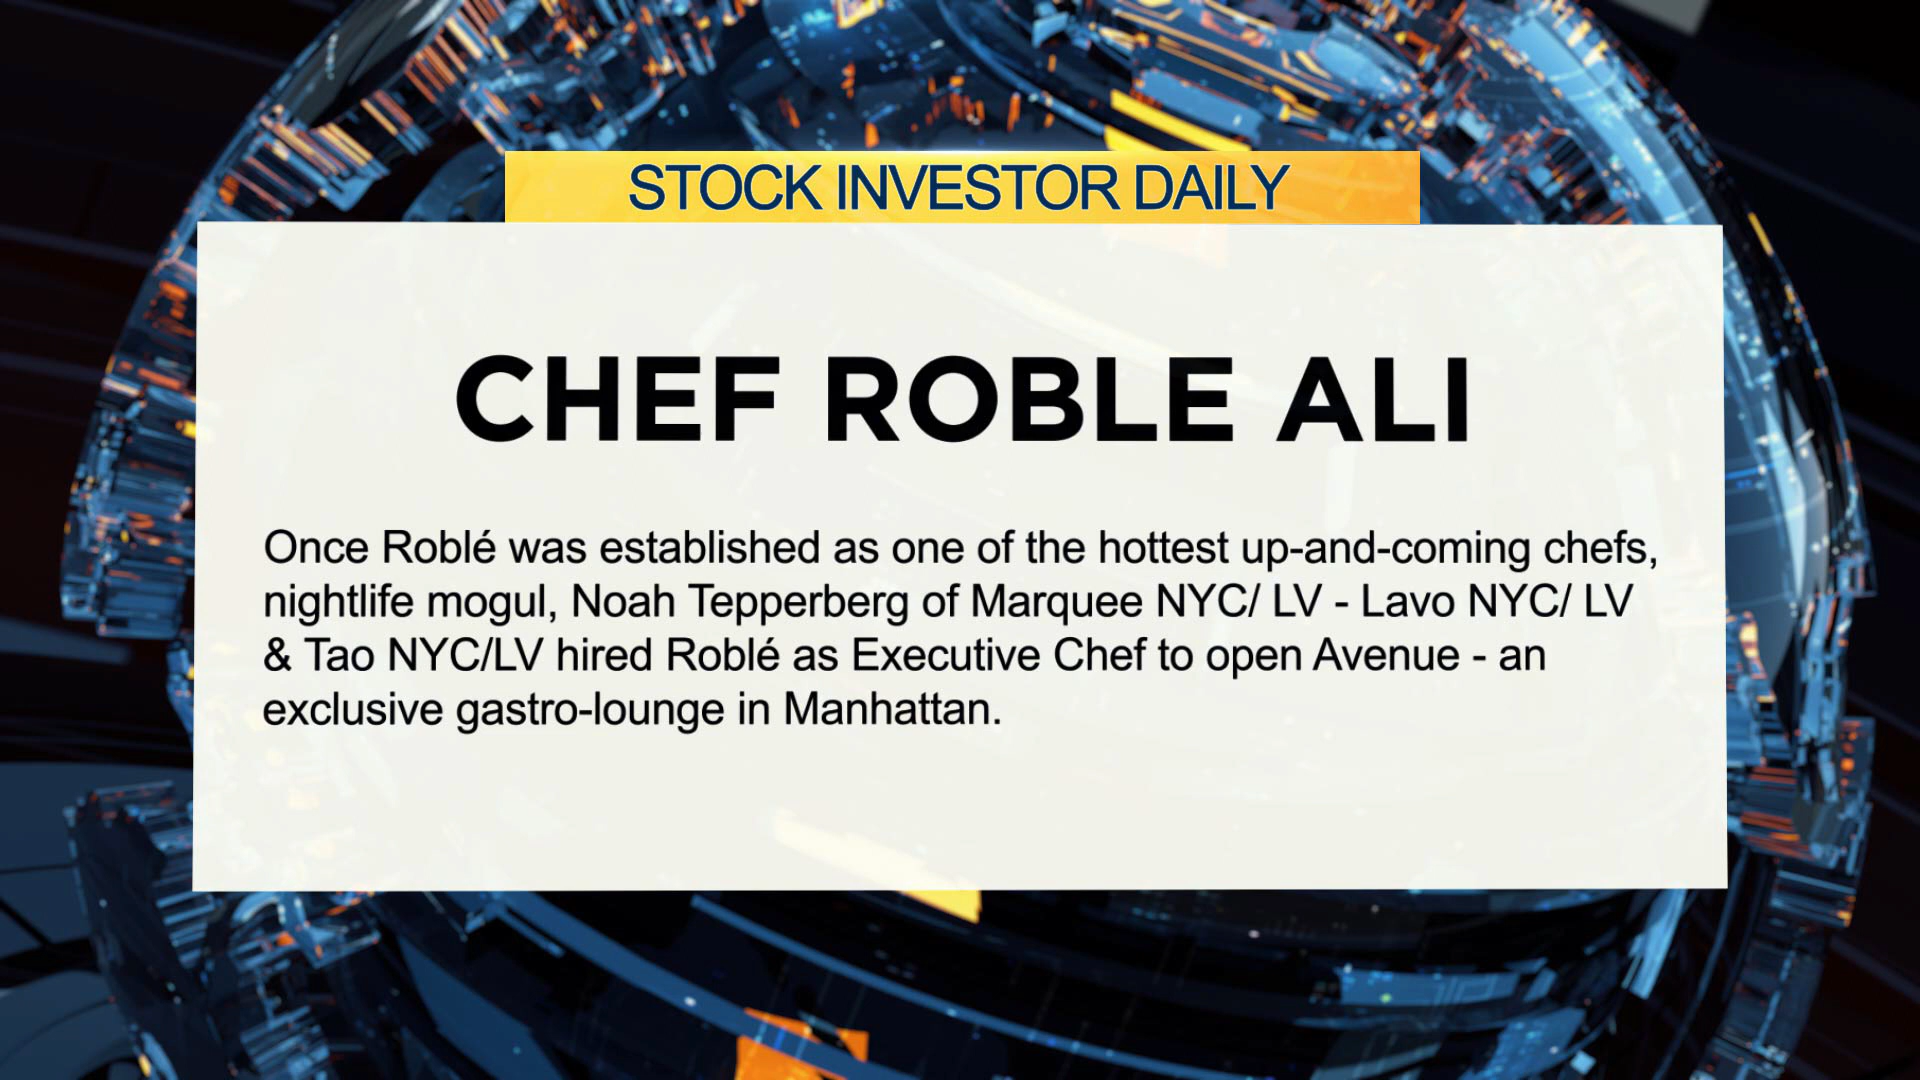 STOCK INVESTOR DAILY
CHEF ROBLE ALI
Once Roblé was established as one of the hottest up-and-coming chefs,
nightlife mogul, Noah Tepperberg of Marquee NYC/ LV - Lavo NYC/ LV
& Tao NYC/LV hired Roblé as Executive Chef to open Avenue - an
exclusive gastro-lounge in Manhattan.